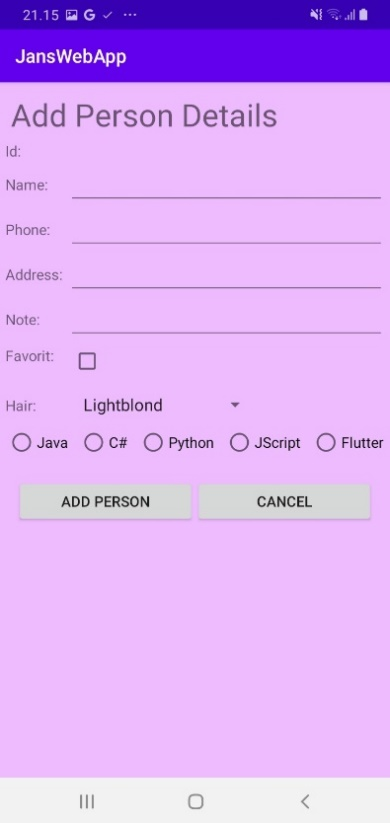 21.15 G
JansWebApp
Add Person Details
Id:
Name:
Phone:
Address:
Note:
Favorit:
Hair: Lightblond
Java C# Python JScript Flutter
ADD PERSON CANCEL